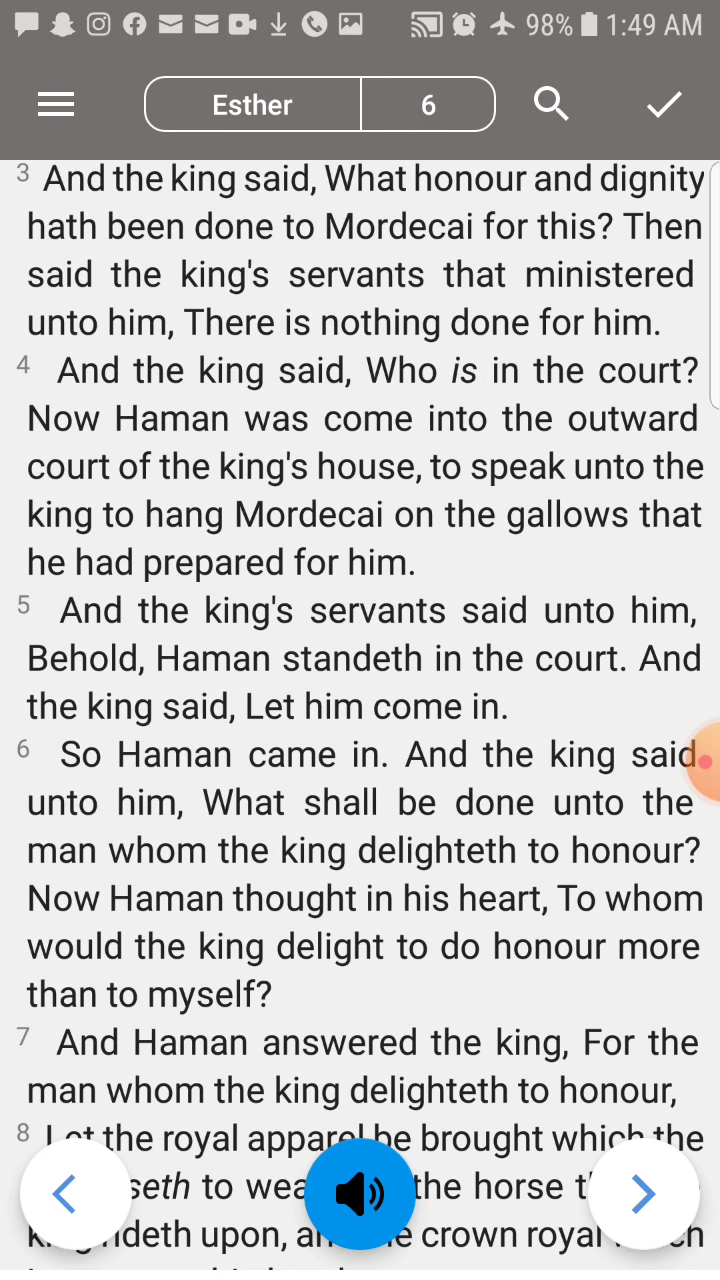 98% 1:49 AM
Esther 6
3 And the king said, What honour and dignity
hath been done to Mordecai for this? Then
said the king's servants that ministered
unto him, There is nothing done for him.
4 And the king said, Who is in the court?
Now Haman was come into the outward
court of the king's house, to speak unto the
king to hang Mordecai on the gallows that
he had prepared for him.
5 And the king's servants said unto him,
Behold, Haman standeth in the court. And
the king said, Let him come in.
6 So Haman came in. And the king said
unto him, What shall be done unto the
man whom the king delighteth to honour?
Now Haman thought in his heart, To whom
would the king delight to do honour more
than to myself?
7 And Haman answered the king, For the
man whom the king delighteth to honour,
8 Let the royal apparel be brought which the
seth to wea the horse t
deth upon, an crown royal